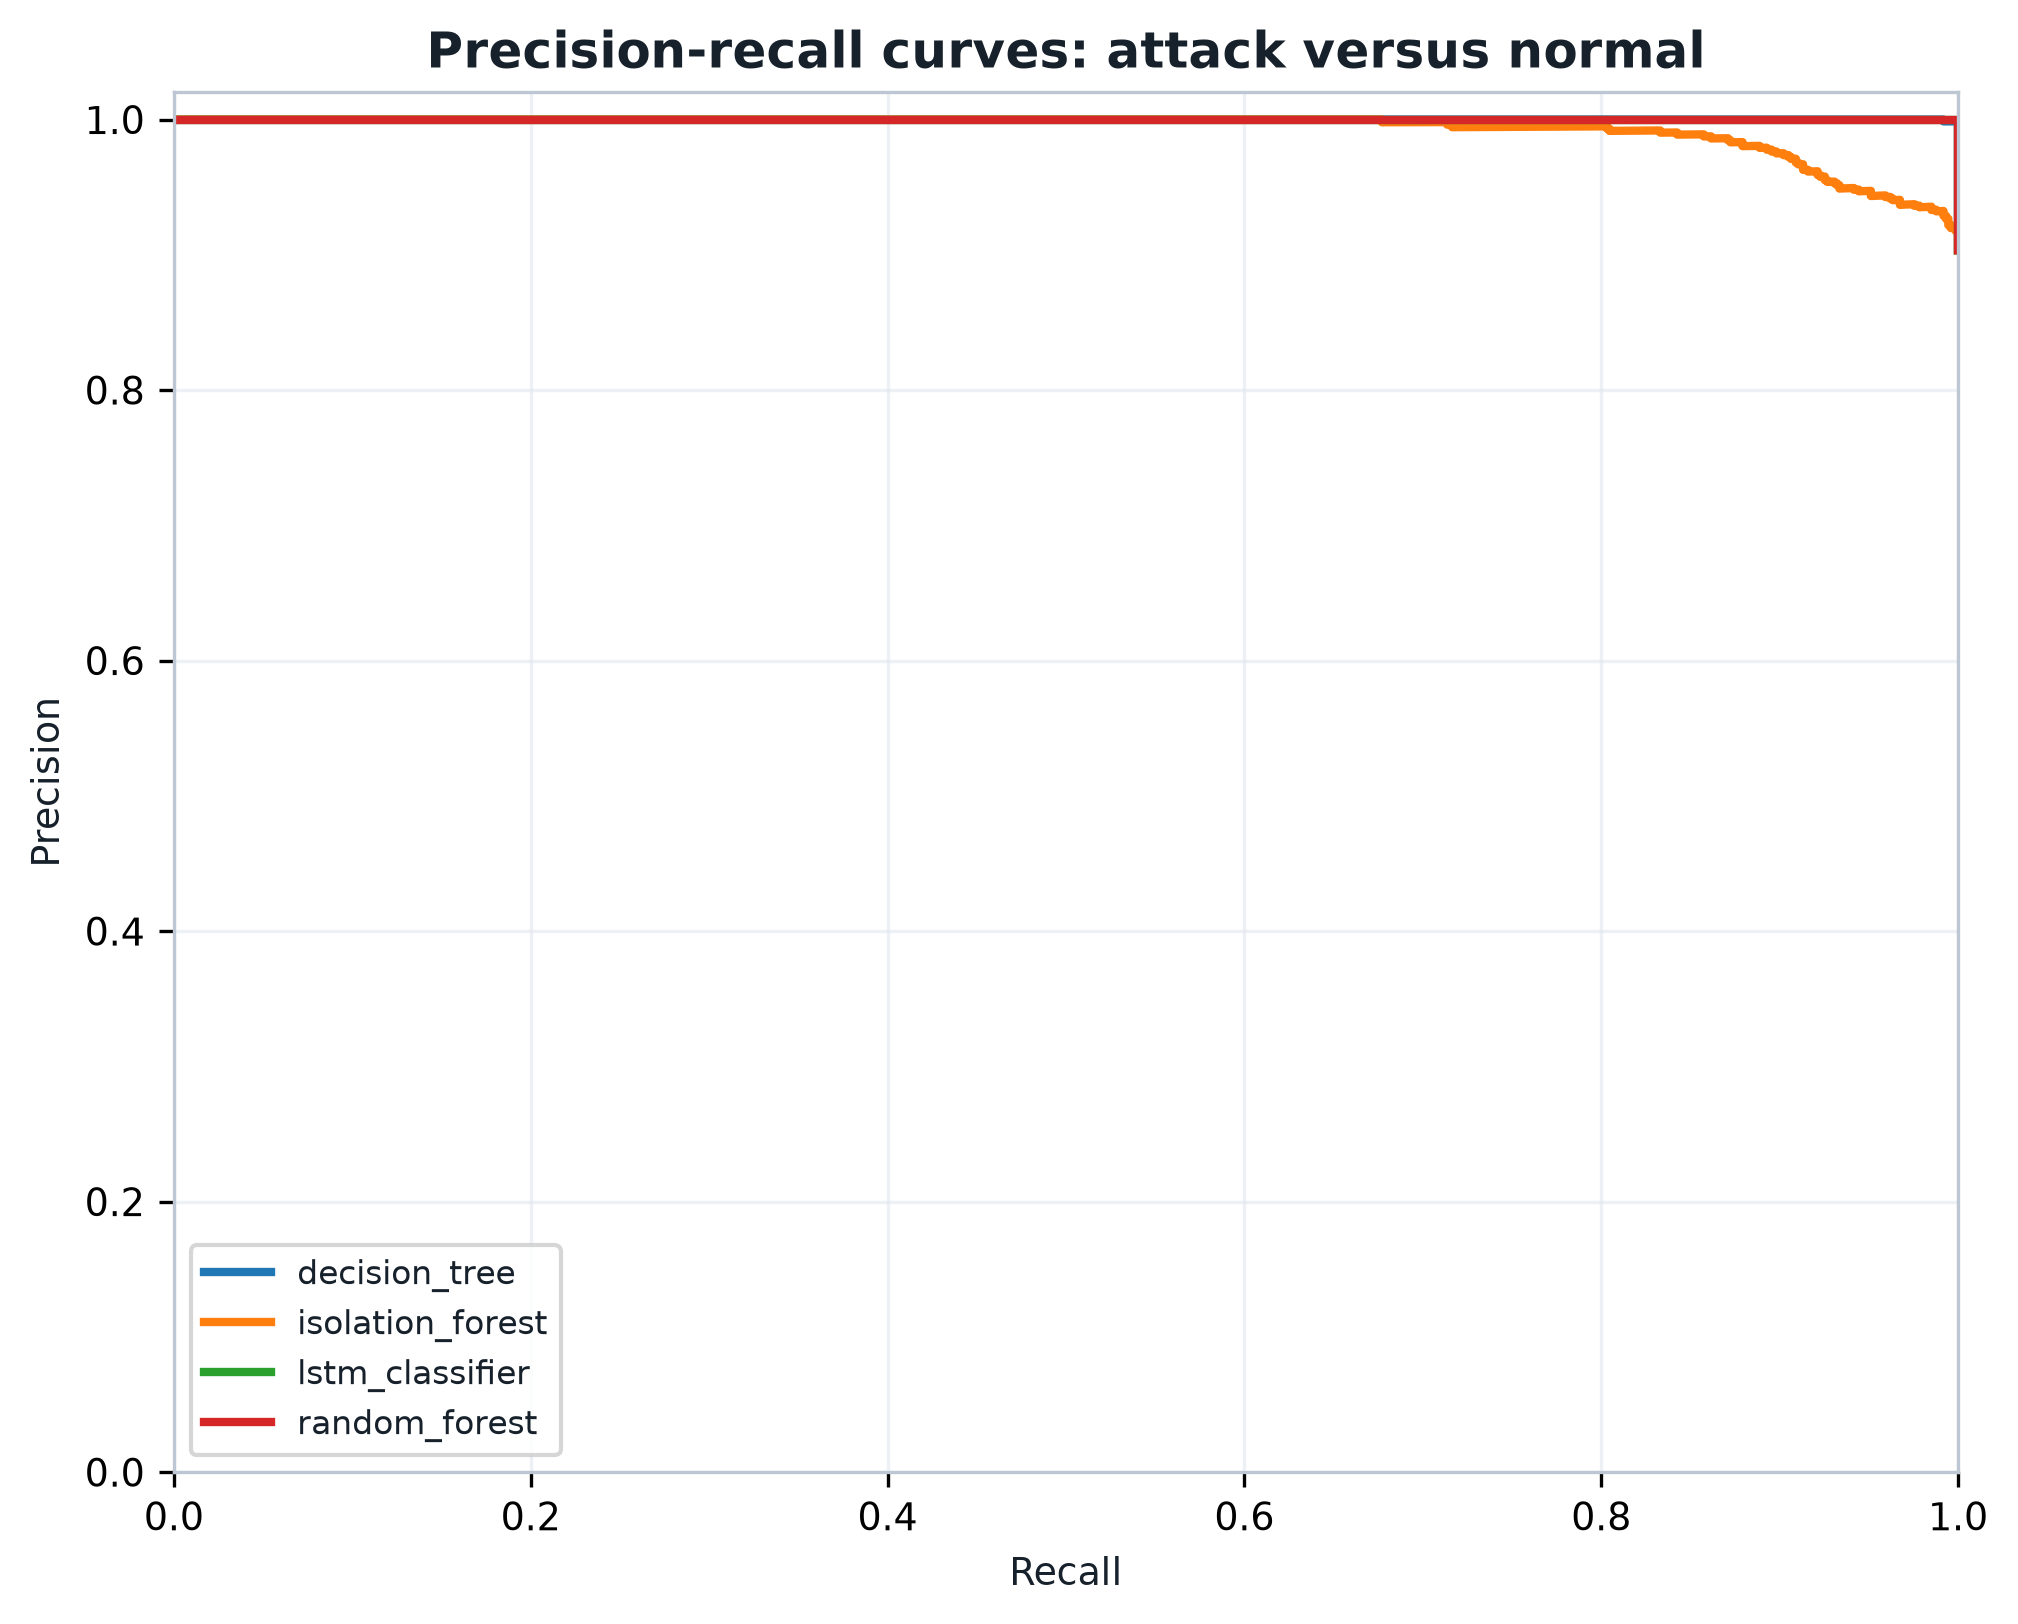 Precision-recall curves: attack versus normal
1.0
0.8
0.6
0.4
0.2
0.0
Precision
decision_tree
isolation_forest
lstm_classifier
random_forest
0.0 0.2 0.4 0.6 0.8 1.0
Recall